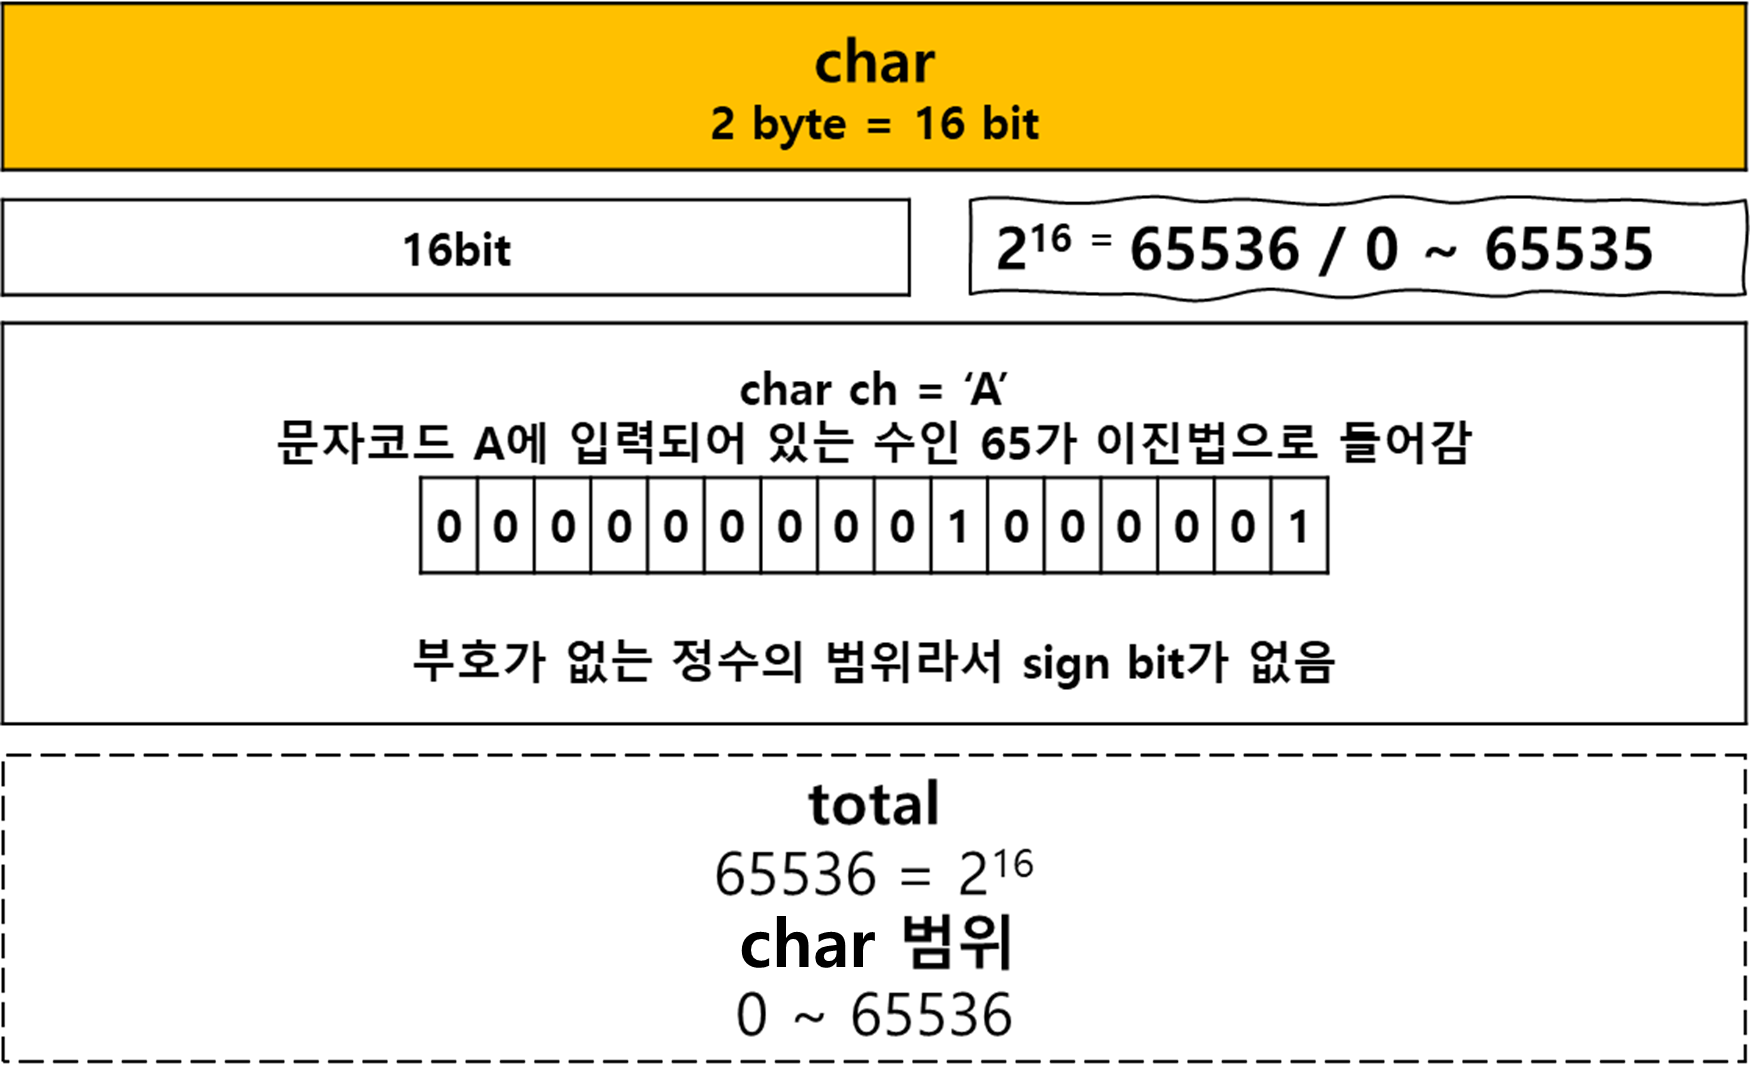 char
2 byte = 16 bit
16bit
2¹⁶ = 65536 / 0 ~ 65535
char ch = ‘A’
문자코드 A에 입력되어 있는 수인 65가 이진법으로 들어감
0 0 0 0 0 0 0 0 0 1 0 0 0 0 0 1
부호가 없는 정수의 범위라서 sign bit가 없음
total
65536 = 2¹⁶
char 범위
0 ~ 65536